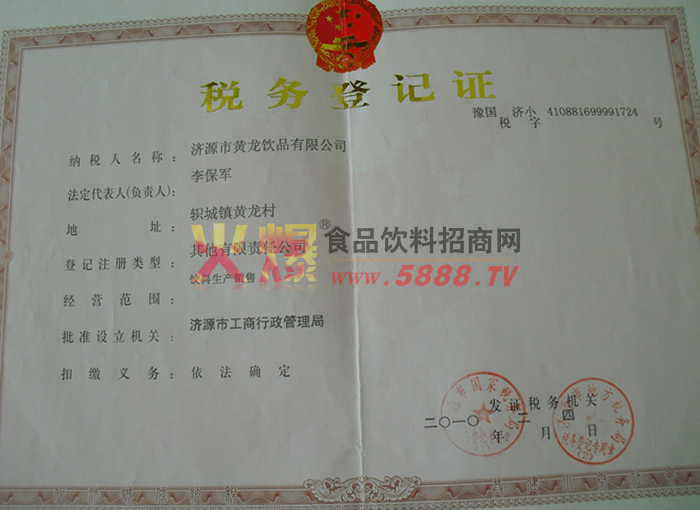 税务登记证
豫国 济小 410881699991724
税 字 号
纳税人名称：济源市黄龙饮品有限公司
法定代表人(负责人)：李保军
地址：轵城镇黄龙村
登记注册类型：其他有限责任公司
经营范围：饮料生产销售
批准设立机关：济源市工商行政管理局
扣缴义务：依法确定
发证税务机关
二〇一〇年 二 月 四 日
火爆®食品饮料招商网
www.5888.TV